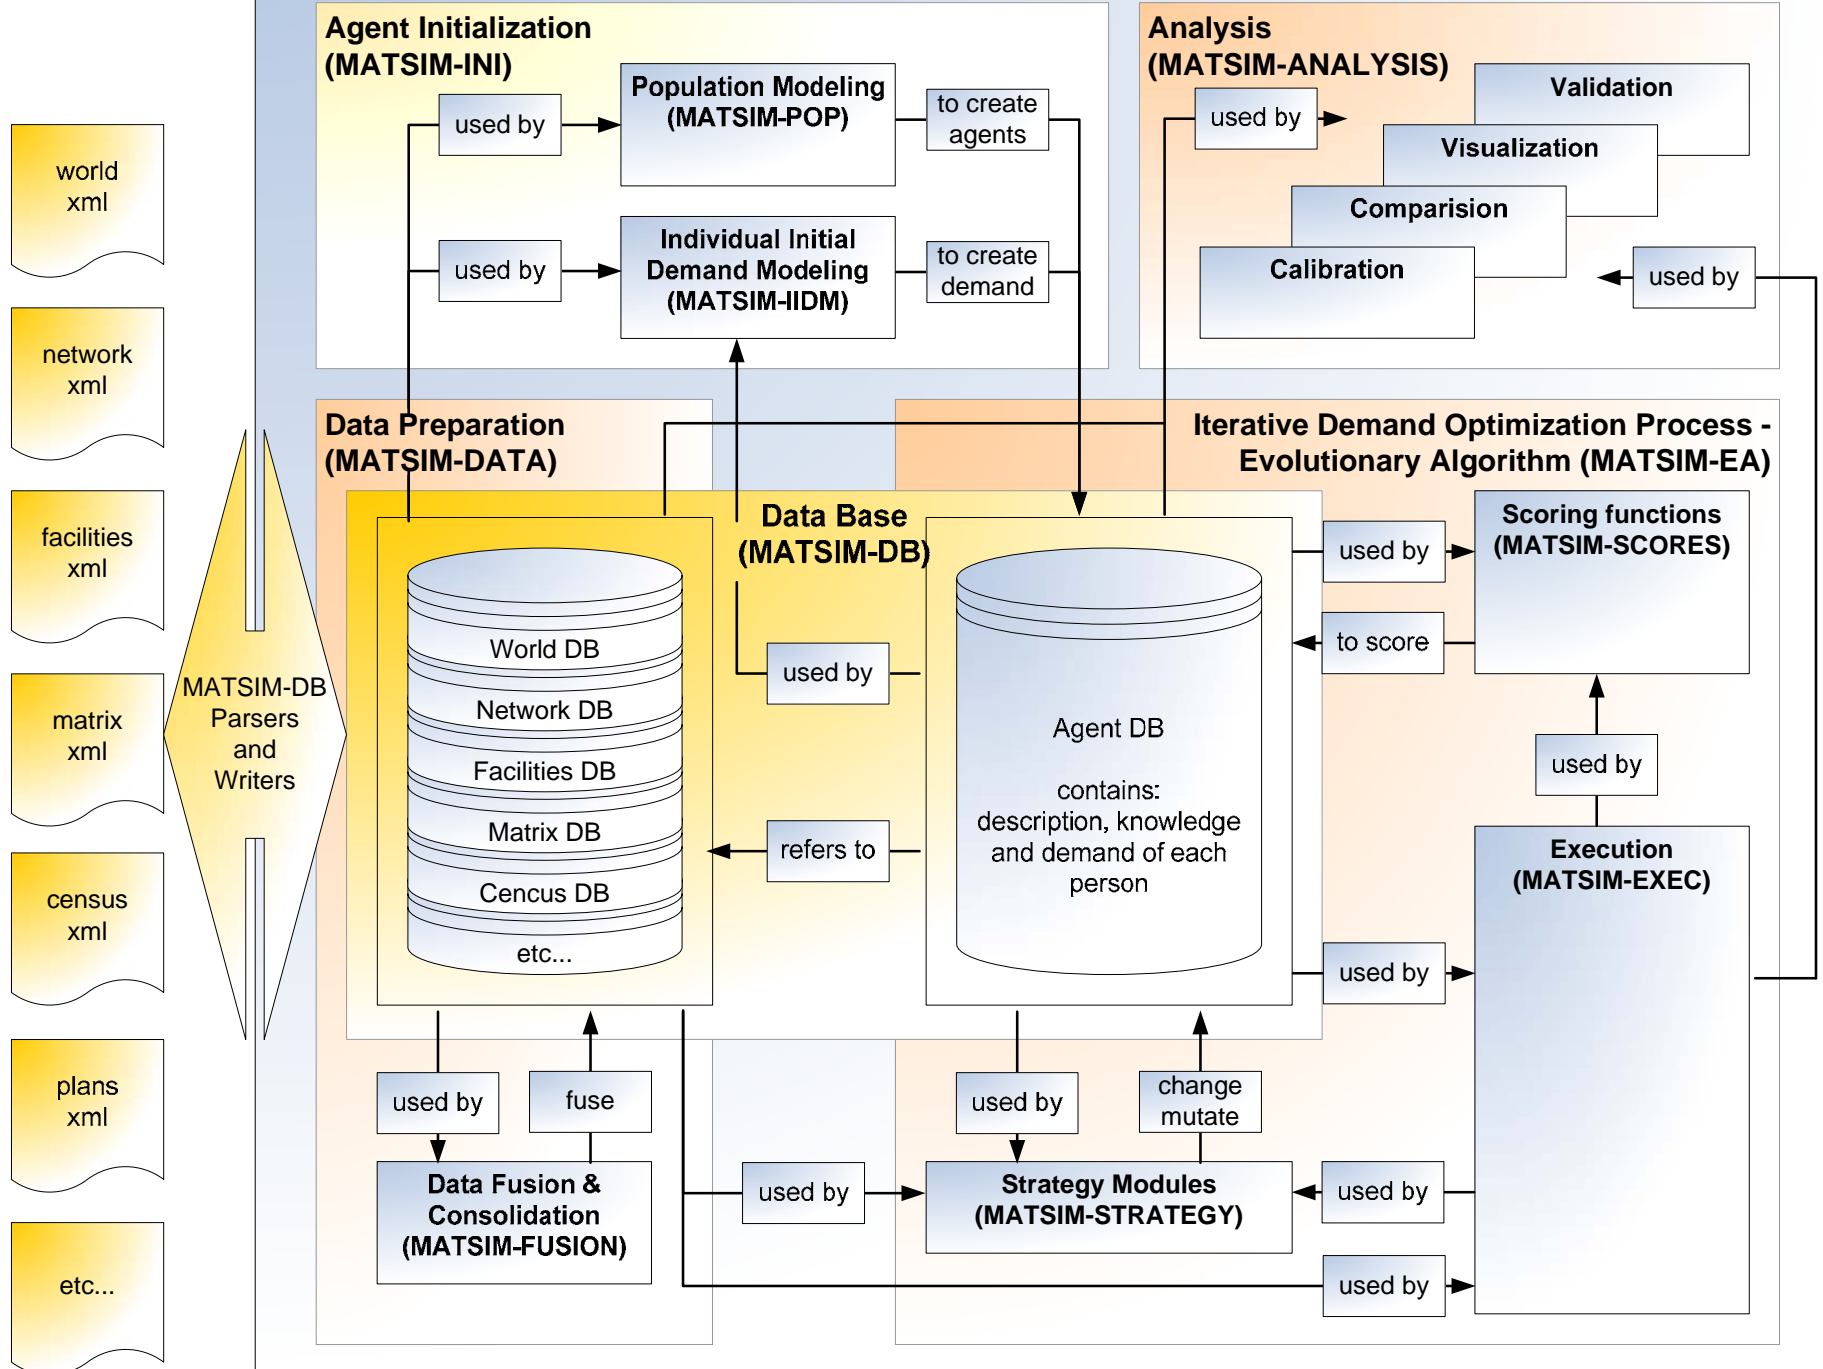 world
xml
network
xml
facilities
xml
matrix
xml
census
xml
plans
xml
etc...
MATSIM-DB
Parsers
and
Writers
Agent Initialization
(MATSIM-INI)
used by
Population Modeling
(MATSIM-POP)
to create
agents
used by
Individual Initial
Demand Modeling
(MATSIM-IIDM)
to create
demand
Analysis
(MATSIM-ANALYSIS)
used by
Validation
Visualization
Comparision
Calibration
used by
Data Preparation
(MATSIM-DATA)
Iterative Demand Optimization Process -
Evolutionary Algorithm (MATSIM-EA)
Data Base
(MATSIM-DB)
World DB
Network DB
Facilities DB
Matrix DB
Cencus DB
etc...
used by
refers to
Agent DB
contains:
description, knowledge
and demand of each
person
used by
Scoring functions
(MATSIM-SCORES)
to score
used by
Execution
(MATSIM-EXEC)
used by
used by
fuse
Data Fusion &
Consolidation
(MATSIM-FUSION)
used by
used by
change
mutate
Strategy Modules
(MATSIM-STRATEGY)
used by
used by